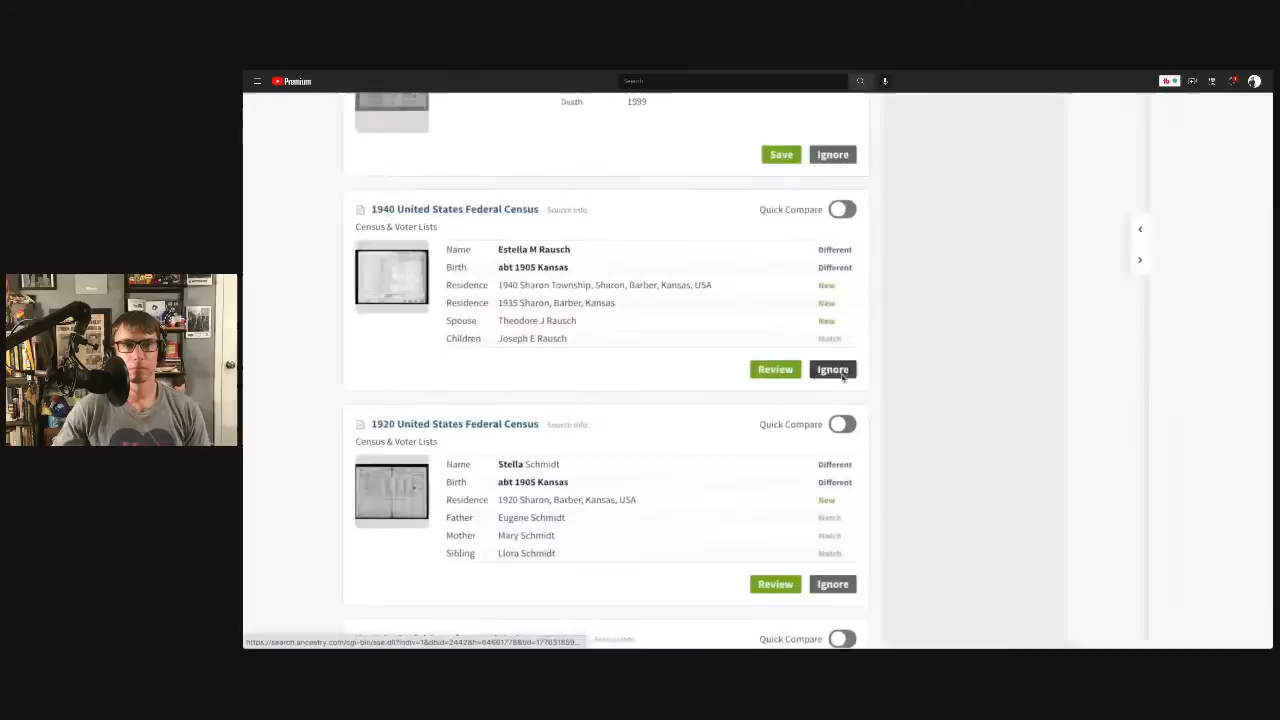 Premium
Search
Death 1999
Save Ignore
1940 United States Federal Census Source Info Quick Compare
Census & Voter Lists
Name Estella M Rausch Different
Birth abt 1905 Kansas Different
Residence 1940 Sharon Township, Sharon, Barber, Kansas, USA New
Residence 1935 Sharon, Barber, Kansas New
Spouse Theodore J Rausch New
Children Joseph E Rausch Match
Review Ignore
1920 United States Federal Census Source Info Quick Compare
Census & Voter Lists
Name Stella Schmidt Different
Birth abt 1905 Kansas Different
Residence 1920 Sharon, Barber, Kansas, USA New
Father Eugene Schmidt Match
Mother Mary Schmidt Match
Sibling Llora Schmidt Match
Review Ignore
Quick Compare